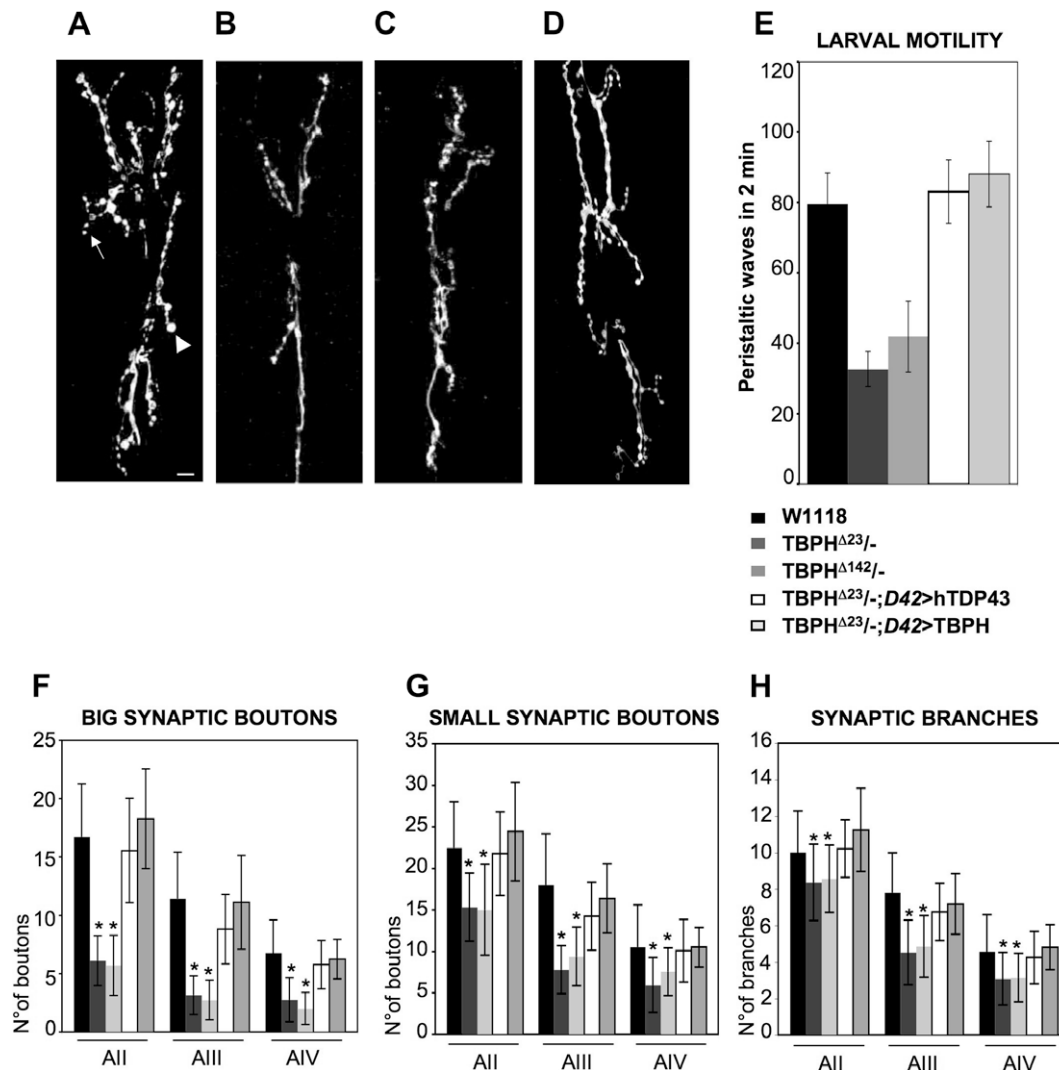 A
B
C
D
E
LARVAL MOTILITY
Peristaltic waves in 2 min
120
100
80
60
40
20
0
W1118
TBPHΔ23/-
TBPHΔ142/-
TBPHΔ23/-;D42>hTDP43
TBPHΔ23/-;D42>TBPH
F
BIG SYNAPTIC BOUTONS
N°of boutons
25
20
15
10
5
0
* *
* *
* *
AII AIII AIV
G
SMALL SYNAPTIC BOUTONS
N°of boutons
35
30
25
20
15
10
5
0
* *
* *
* *
AII AIII AIV
H
SYNAPTIC BRANCHES
N°of branches
16
14
12
10
8
6
4
2
0
* *
* *
* *
AII AIII AIV